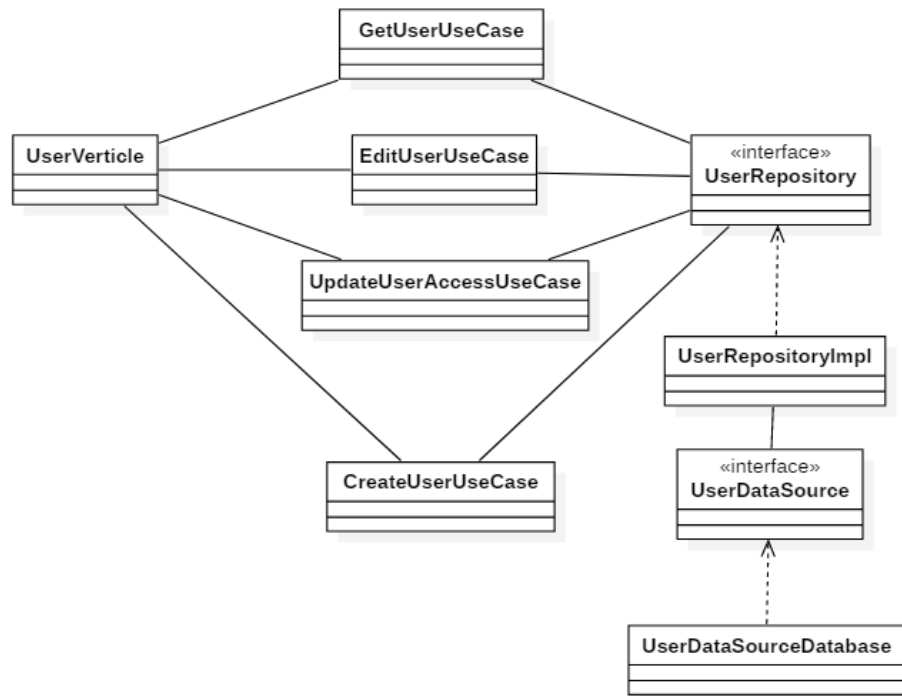 GetUserUseCase
UserVerticle
EditUserUseCase
«interface»
UserRepository
UpdateUserAccessUseCase
UserRepositoryImpl
CreateUserUseCase
«interface»
UserDataSource
UserDataSourceDatabase